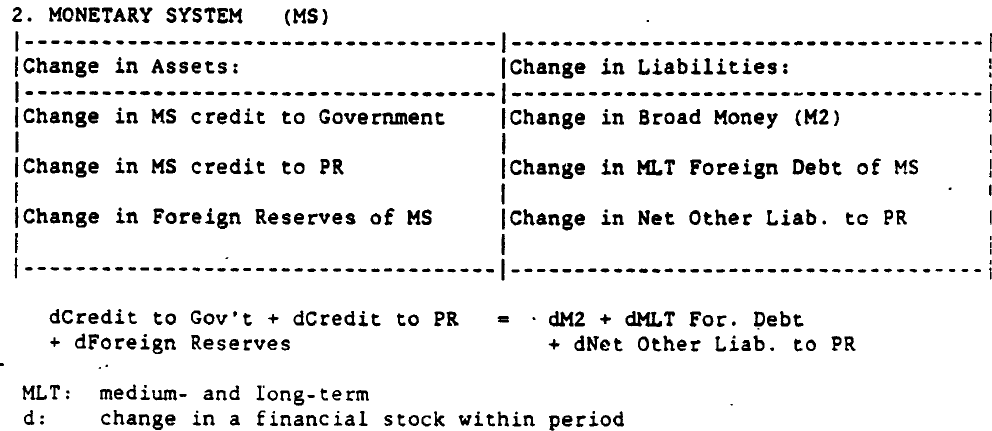 2. MONETARY SYSTEM (MS)
|-------------------------------------|-------------------------------------|
|Change in Assets: |Change in Liabilities: |
|-------------------------------------|-------------------------------------|
|Change in MS credit to Government |Change in Broad Money (M2) |
|Change in MS credit to PR |Change in MLT Foreign Debt of MS |
|Change in Foreign Reserves of MS |Change in Net Other Liab. to PR |
|-------------------------------------|-------------------------------------|
dCredit to Gov't + dCredit to PR = dM2 + dMLT For. Debt
+ dForeign Reserves + dNet Other Liab. to PR
MLT: medium- and long-term
d: change in a financial stock within period